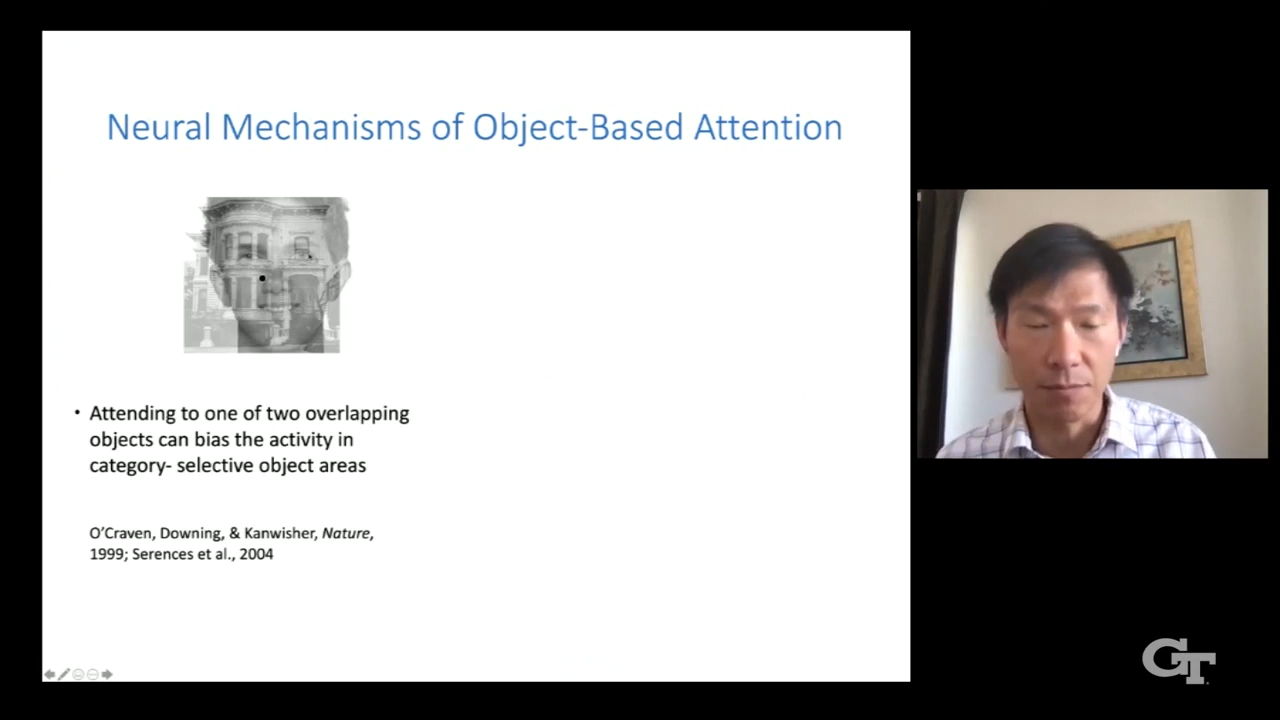 Neural Mechanisms of Object-Based Attention
• Attending to one of two overlapping
objects can bias the activity in
category- selective object areas
O’Craven, Downing, & Kanwisher, Nature,
1999; Serences et al., 2004
GT